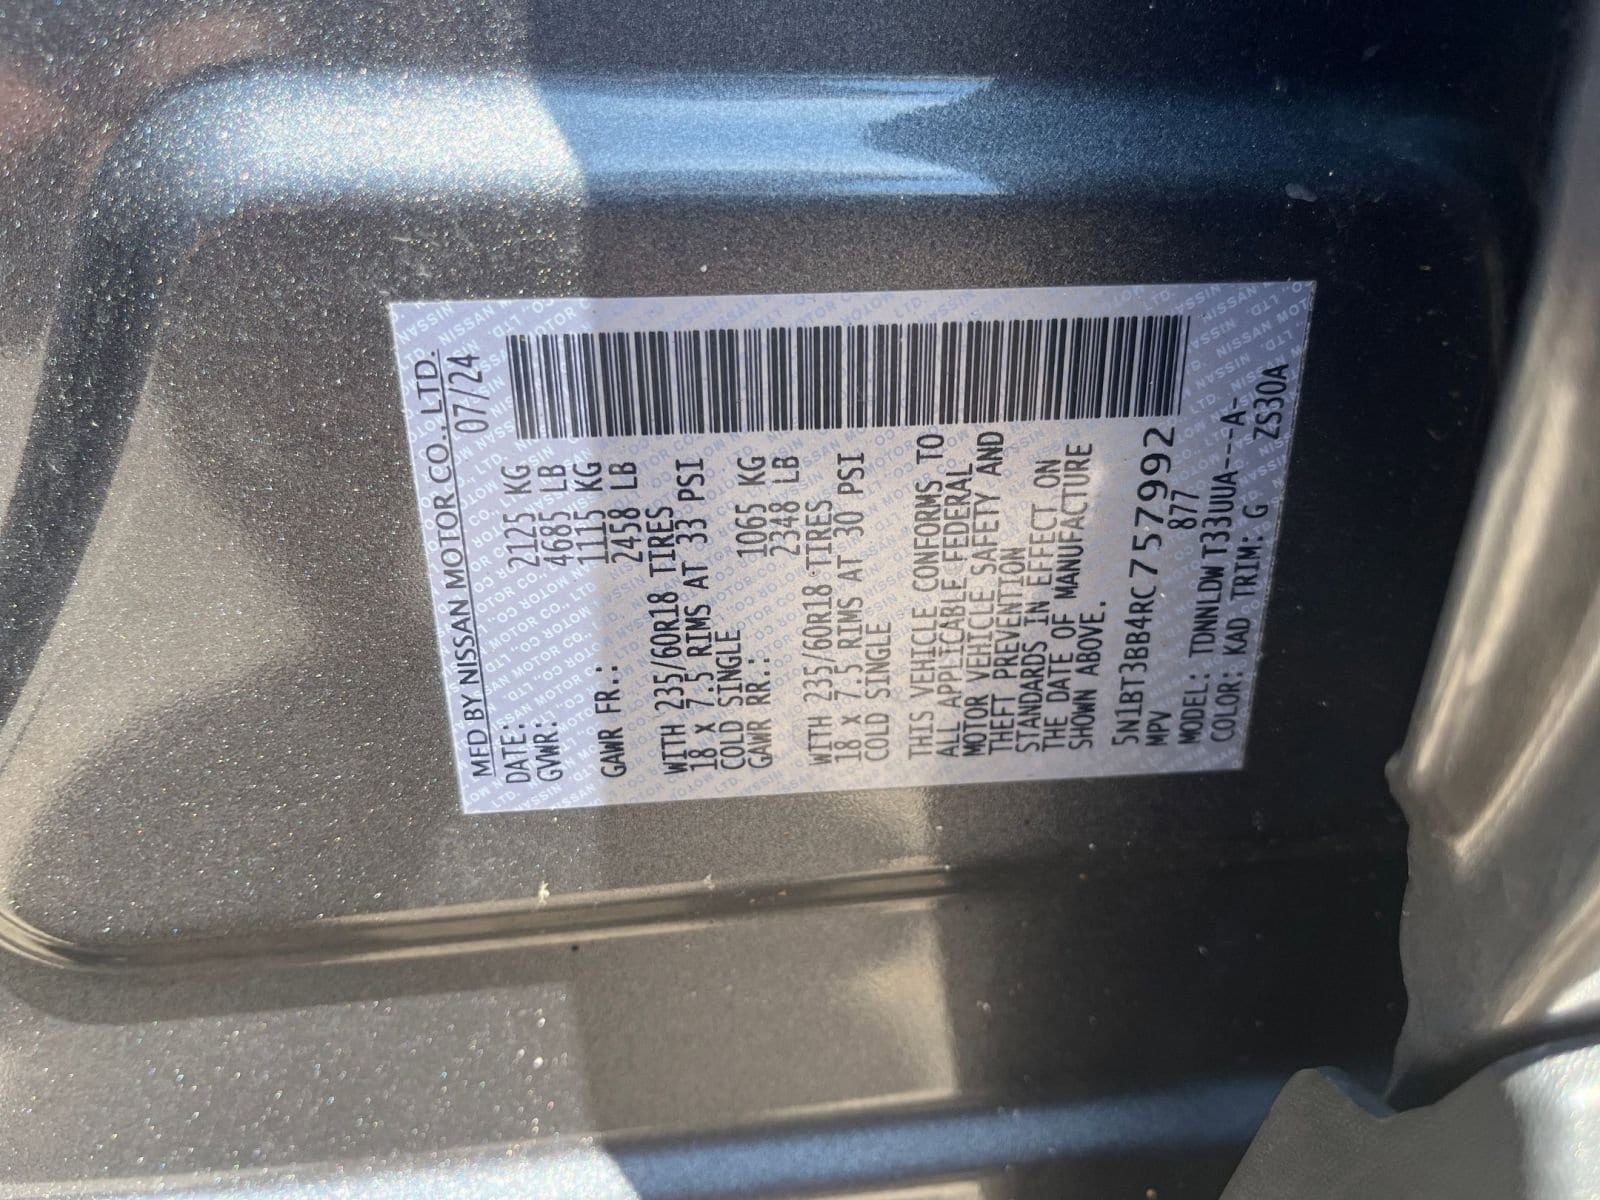 MFD BY NISSAN MOTOR CO., LTD.
DATE: 07/24
GVWR: 2125 KG
4685 LB
GAWR FR.: 1115 KG
2458 LB
WITH 235/60R18 TIRES
18 X 7.5 RIMS AT 33 PSI
COLD SINGLE
GAWR RR.: 1065 KG
2348 LB
WITH 235/60R18 TIRES
18 X 7.5 RIMS AT 30 PSI
COLD SINGLE
THIS VEHICLE CONFORMS TO
ALL APPLICABLE FEDERAL
MOTOR VEHICLE SAFETY AND
THEFT PREVENTION
STANDARDS IN EFFECT ON
THE DATE OF MANUFACTURE
SHOWN ABOVE.
5N1BT3BB4RC757992
MPV 877
MODEL: TDNNLDW T33UUA---A-
COLOR: KAD TRIM: G ZS30A